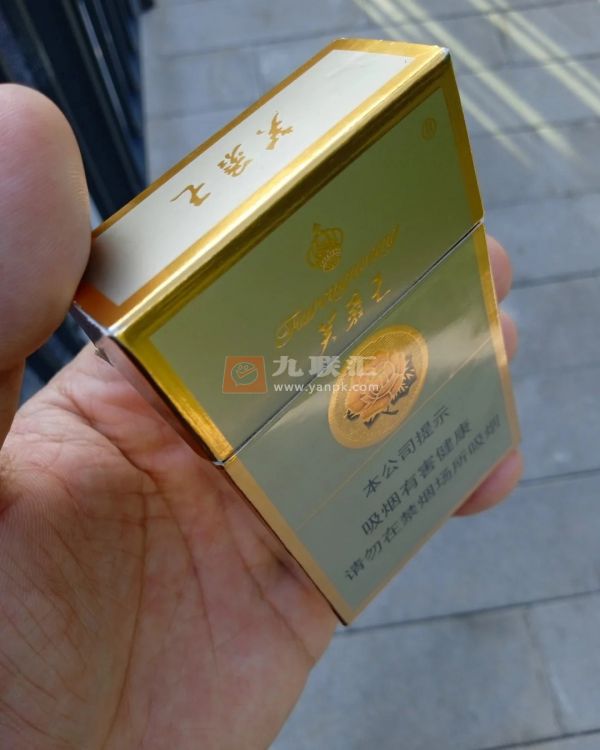 芙蓉王
®
Furongwang
芙蓉王
九联汇
www.yanpk.com
本公司提示
吸烟有害健康
请勿在禁烟场所吸烟